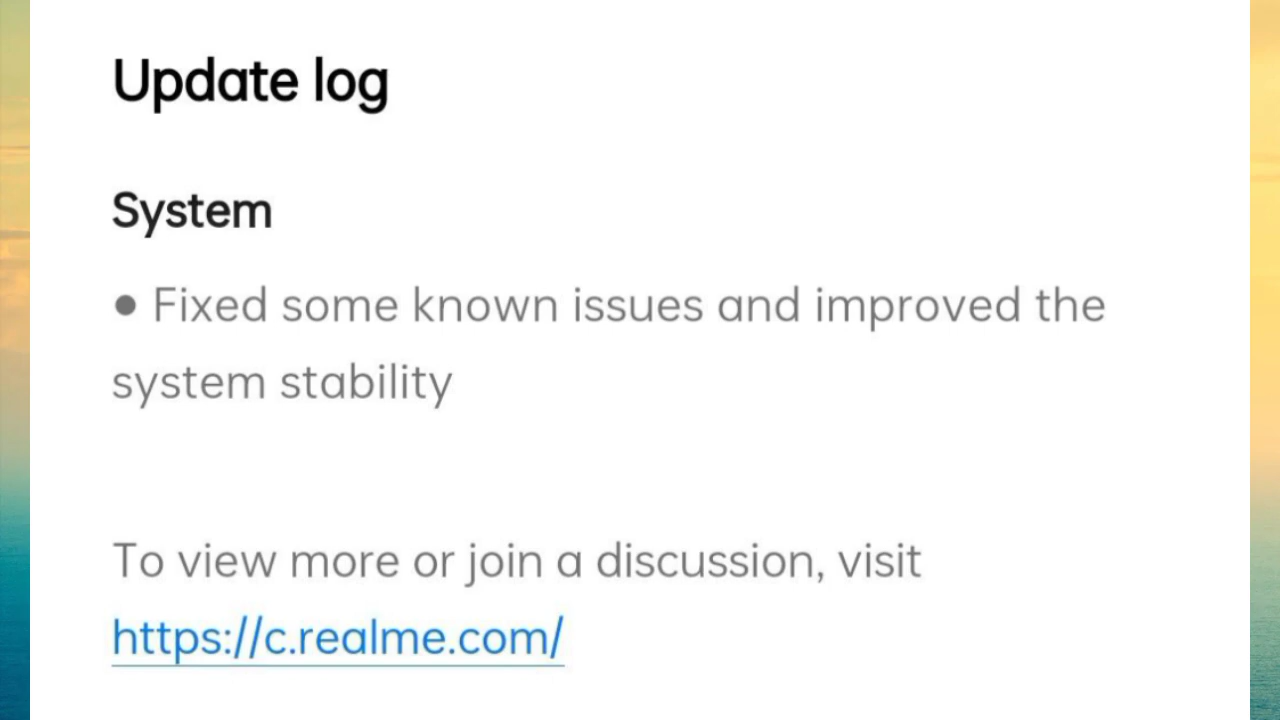 Update log
System
● Fixed some known issues and improved the
system stability
To view more or join a discussion, visit
https://c.realme.com/